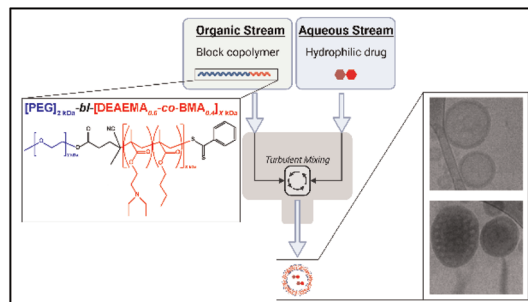 Organic Stream
Block copolymer
Aqueous Stream
Hydrophilic drug
[PEG]2 kDa-bl-[DEAEMA0.6-co-BMA0.4]X kDa
Turbulent Mixing
O
O
NC
S
S
O
O
O
O
N